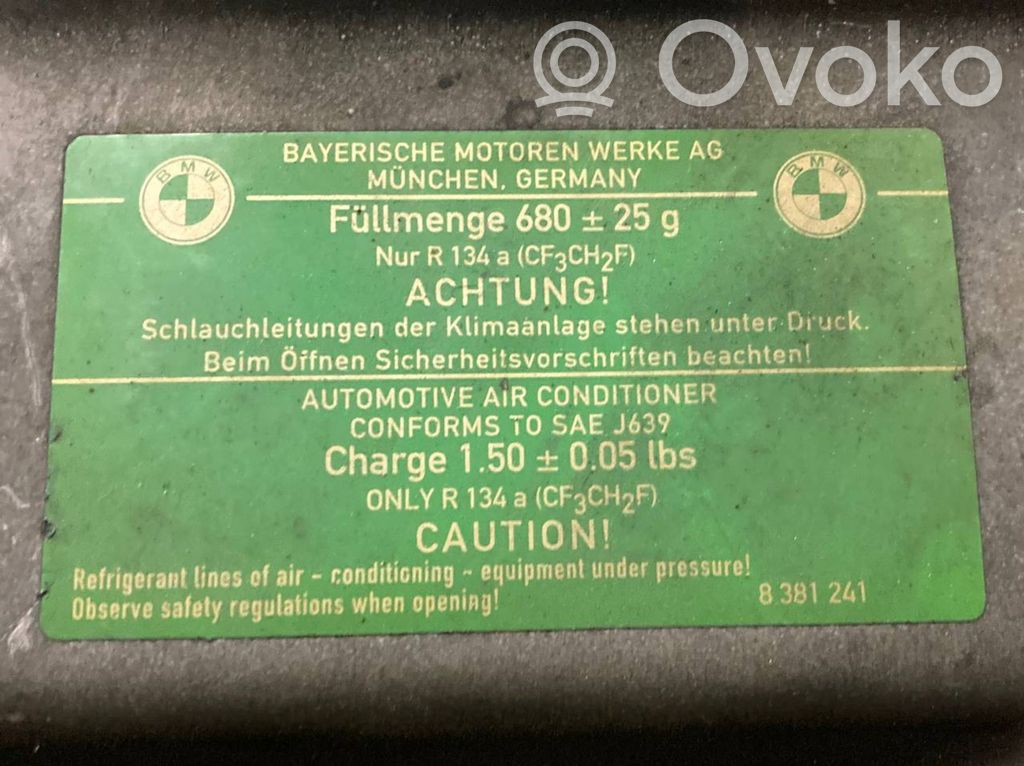 Ovoko
BAYERISCHE MOTOREN WERKE AG
MÜNCHEN, GERMANY
BMW
BMW
Füllmenge 680 ± 25 g
Nur R 134 a (CF₃CH₂F)
ACHTUNG!
Schlauchleitungen der Klimaanlage stehen unter Druck.
Beim Öffnen Sicherheitsvorschriften beachten!
AUTOMOTIVE AIR CONDITIONER
CONFORMS TO SAE J639
Charge 1.50 ± 0.05 lbs
ONLY R 134 a (CF₃CH₂F)
CAUTION!
Refrigerant lines of air - conditioning - equipment under pressure!
Observe safety regulations when opening!
8 381 241